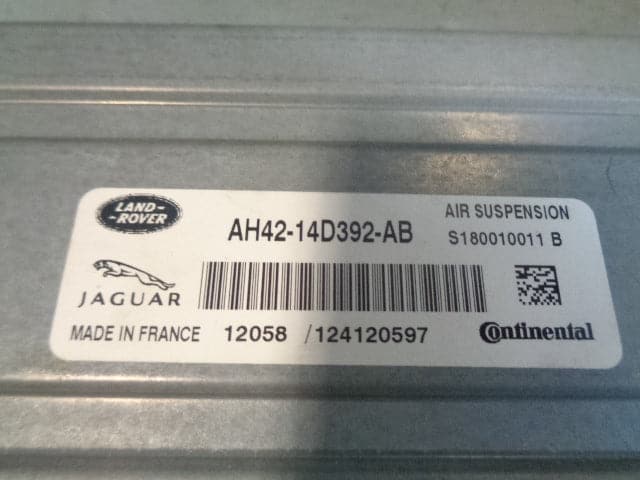 LAND-
-ROVER
AH42-14D392-AB
AIR SUSPENSION
S180010011 B
JAGUAR
MADE IN FRANCE 12058 /124120597 Continental